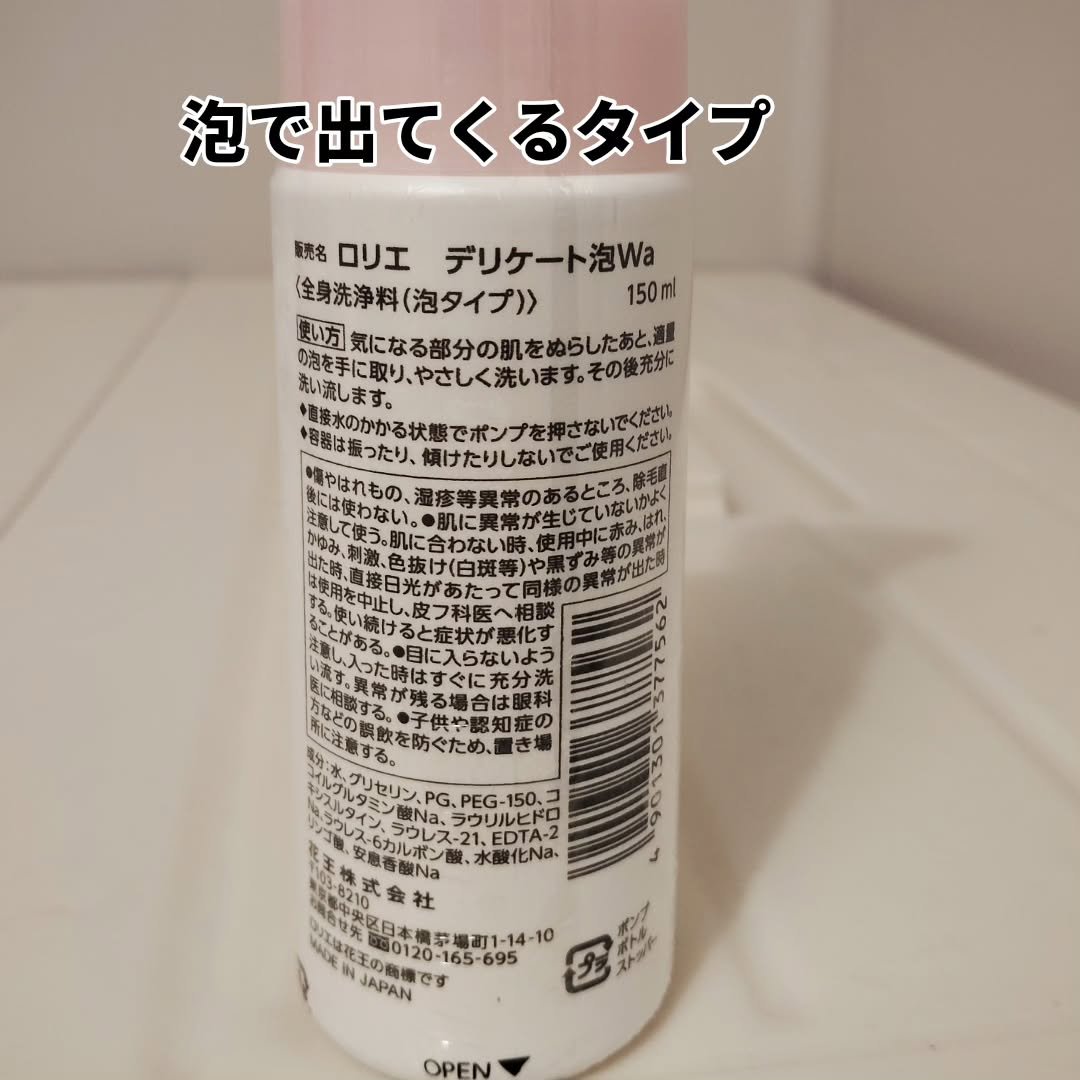 泡で出てくるタイプ
販売名 ロリエ デリケート泡Wa
〈全身洗浄料(泡タイプ)〉 150ml
使い方 気になる部分の肌をぬらしたあと、適量
の泡を手に取り、やさしく洗います。その後充分に
洗い流します。
♦直接水のかかる状態でポンプを押さないでください。
♦容器は振ったり、傾けたりしないでご使用ください。
●傷やはれもの、湿疹等異常のあるところ、除毛直
後には使わない。●肌に異常が生じていないかよく
注意して使う。肌に合わない時、使用中に赤み、はれ、
かゆみ、刺激、色抜け(白斑等)や黒ずみ等の異常が
出た時、直接日光があたって同様の異常が出た時
は使用を中止し、皮フ科医へ相談
する。使い続けると症状が悪化す
ることがある。●目に入らないよう
注意し、入った時はすぐに充分洗
い流す。異常が残る場合は眼科
医に相談する。●子供や認知症の
方などの誤飲を防ぐため、置き場
所に注意する。
成分:水、グリセリン、PG、PEG-150、コ
コイルグルタミン酸Na、ラウリルヒドロ
キシスルタイン、ラウレス-21、EDTA-2
Na、ラウレス-6カルボン酸、水酸化Na、
リンゴ酸、安息香酸Na
花王株式会社
〒103-8210
東京都中央区日本橋茅場町1-14-10
お問合せ先 0120-165-695
ロリエは花王の商標です
MADE IN JAPAN
4 901301 377562
プラ
ポンプ
ボトル
ストッパー
OPEN▼